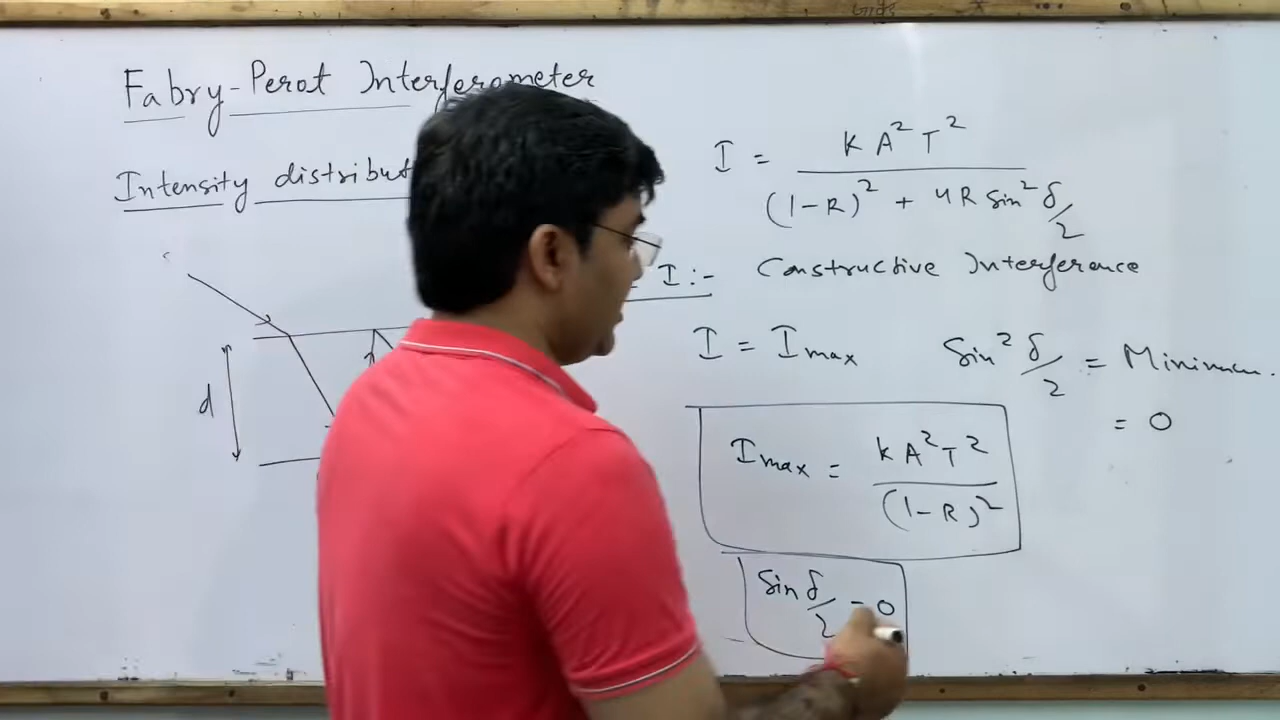 Fabry-Perot Interferometer
Intensity distribut
d
I = KA²T² / (1-R)² + 4R sin² δ/2
I :- Constructive Interference
I = Imax   Sin² δ/2 = Minimum.
= 0
Imax = KA²T² / (1-R)²
Sin δ/2 = 0